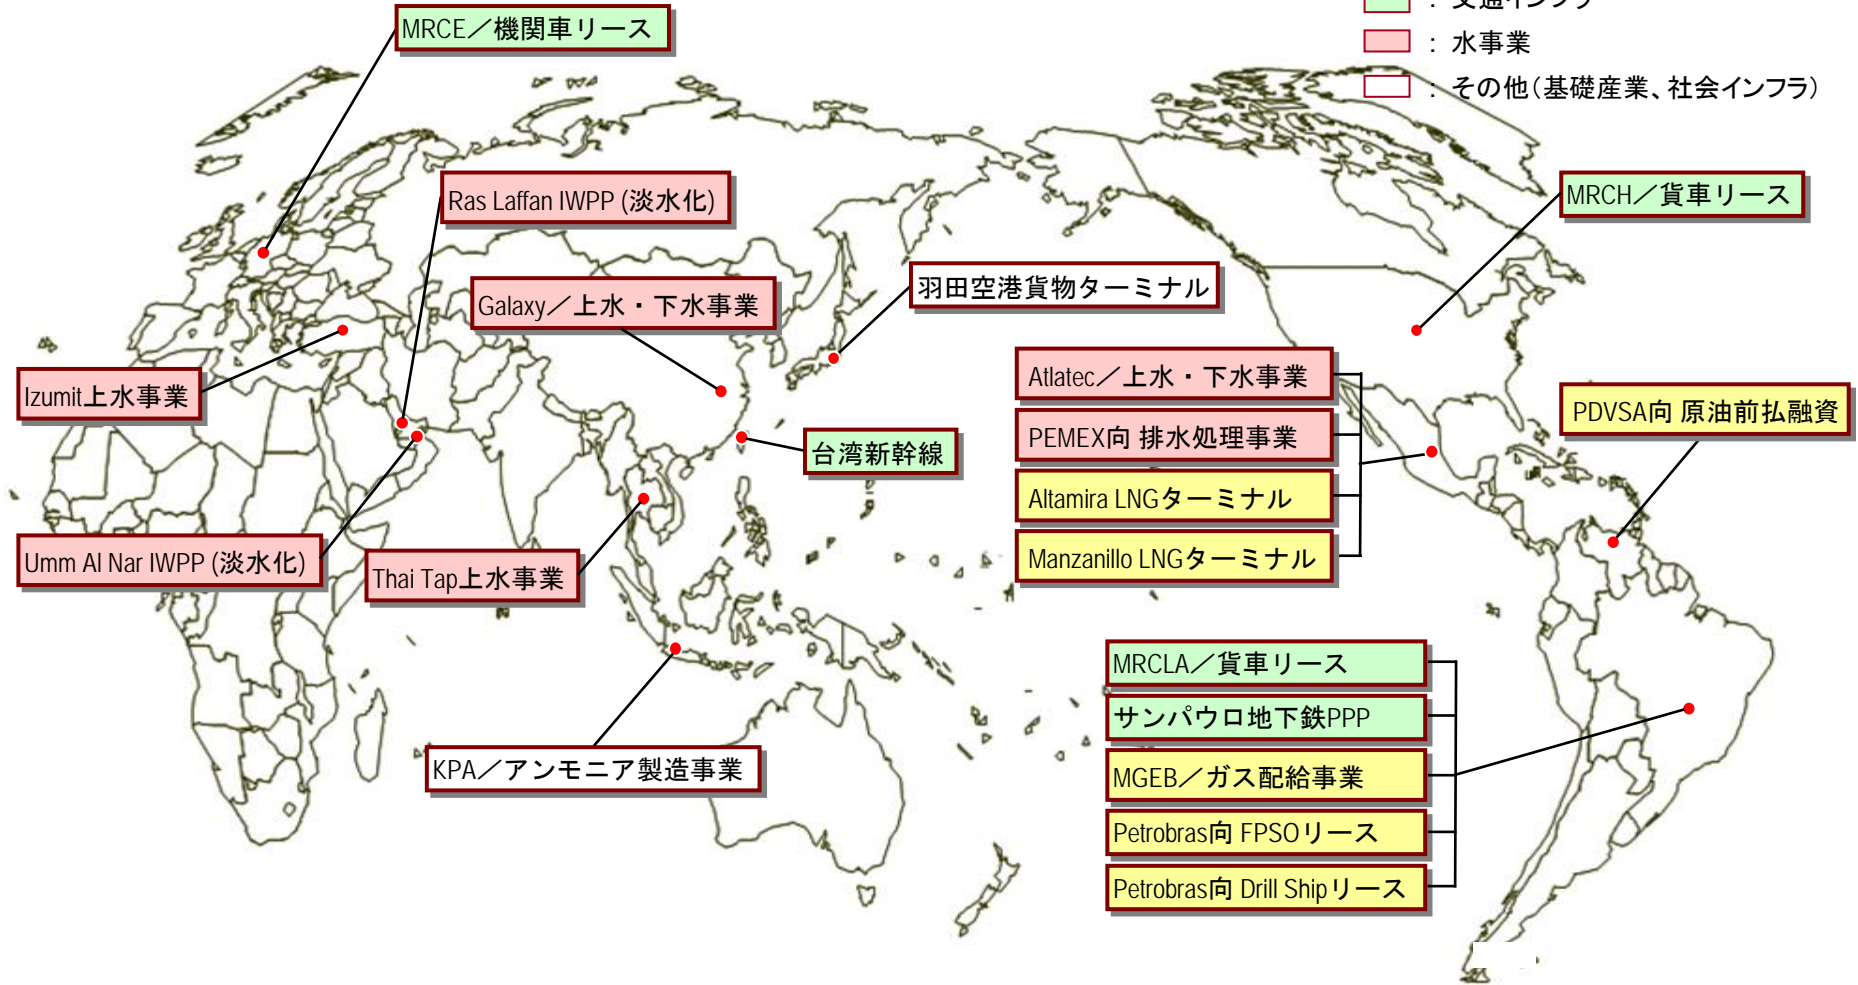 ：交通インフラ
：水事業
：その他（基礎産業、社会インフラ）
MRCE／機関車リース
Ras Laffan IWPP (淡水化)
MRCH／貨車リース
Galaxy／上水・下水事業
羽田空港貨物ターミナル
Izumit上水事業
Atlatec／上水・下水事業
PEMEX向 排水処理事業
Altamira LNGターミナル
Manzanillo LNGターミナル
PDVSA向 原油前払融資
台湾新幹線
Umm Al Nar IWPP (淡水化)
Thai Tap上水事業
MRCLA／貨車リース
サンパウロ地下鉄PPP
MGEB／ガス配給事業
Petrobras向 FPSOリース
Petrobras向 Drill Shipリース
KPA／アンモニア製造事業